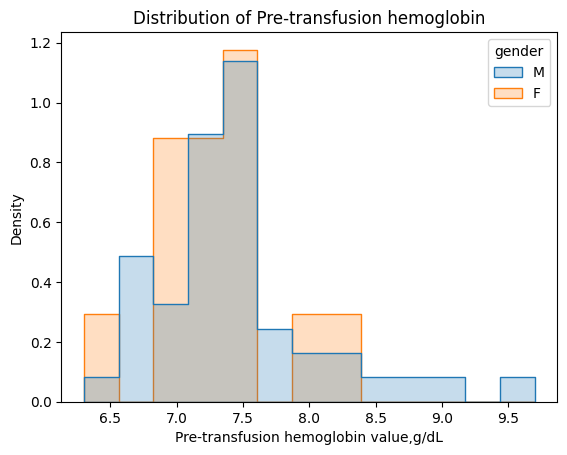 Distribution of Pre-transfusion hemoglobin
gender
M
F
Density
1.2
1.0
0.8
0.6
0.4
0.2
0.0
6.5 7.0 7.5 8.0 8.5 9.0 9.5
Pre-transfusion hemoglobin value,g/dL